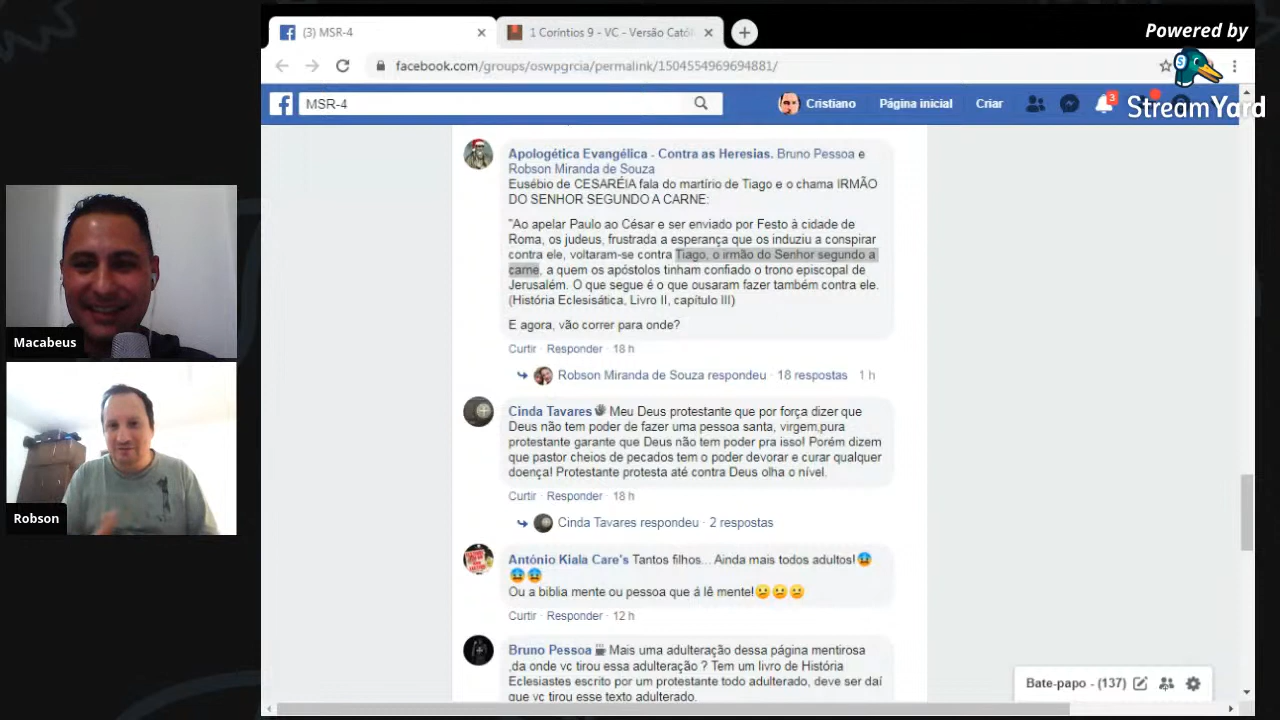 (3) MSR-4
1 Coríntios 9 - VC - Versão Catól
Powered by
StreamYard
facebook.com/groups/oswpgrcia/permalink/1504554969694881/
MSR-4
Cristiano
Página inicial
Criar
3
Apologética Evangélica - Contra as Heresias. Bruno Pessoa e
Robson Miranda de Souza
Eusébio de CESARÉIA fala do martírio de Tiago e o chama IRMÃO
DO SENHOR SEGUNDO A CARNE:
"Ao apelar Paulo ao César e ser enviado por Festo à cidade de
Roma, os judeus, frustrada a esperança que os induziu a conspirar
contra ele, voltaram-se contra Tiago, o irmão do Senhor segundo a
carne, a quem os apóstolos tinham confiado o trono episcopal de
Jerusalém. O que segue é o que ousaram fazer também contra ele.
(História Eclesisática, Livro II, capítulo III)
E agora, vão correr para onde?
Curtir · Responder · 18 h
Robson Miranda de Souza respondeu · 18 respostas 1 h
Cinda Tavares Meu Deus protestante que por força dizer que
Deus não tem poder de fazer uma pessoa santa, virgem,pura
protestante garante que Deus não tem poder pra isso! Porém dizem
que pastor cheios de pecados tem o poder devorar e curar qualquer
doença! Protestante protesta até contra Deus olha o nível.
Curtir · Responder · 18 h
Cinda Tavares respondeu · 2 respostas
António Kiala Care's Tantos filhos... Ainda mais todos adultos!
Ou a biblia mente ou pessoa que á lê mente!
Curtir · Responder · 12 h
Bruno Pessoa Mais uma adulteração dessa página mentirosa
,da onde vc tirou essa adulteração ? Tem um livro de História
Eclesiastes escrito por um protestante todo adulterado, deve ser daí
que vc tirou esse texto adulterado.
Bate-papo - (137)
Macabeus
Robson